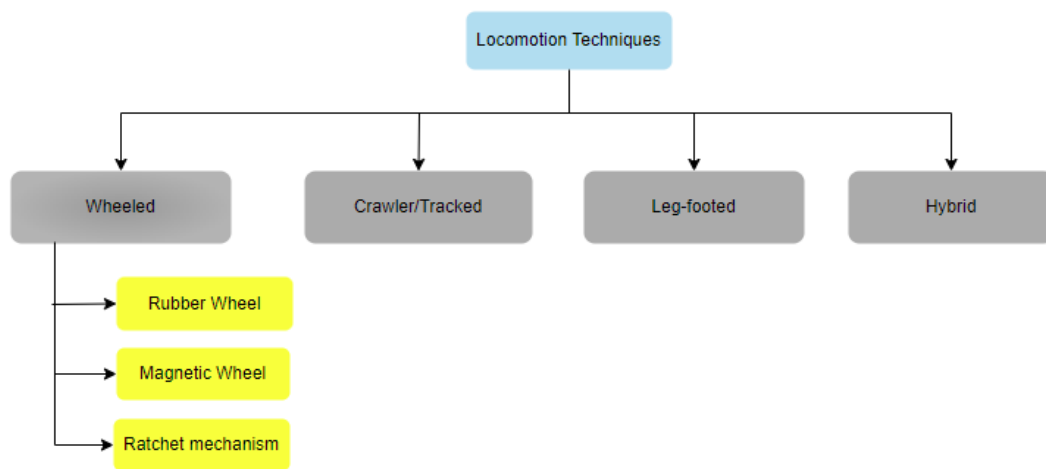 Locomotion Techniques
Wheeled
Crawler/Tracked
Leg-footed
Hybrid
Rubber Wheel
Magnetic Wheel
Ratchet mechanism